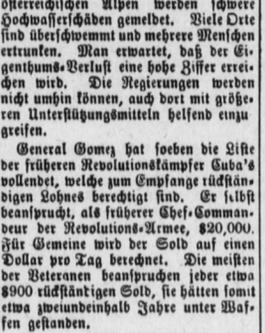 österreichischen Alpen werden schwere
Hochwasserschäden gemeldet. Viele Orte
sind überschwemmt und mehrere Menschen
ertrunken. Man erwartet, daß der Ei-
genthums-Verlust eine hohe Ziffer errei-
chen wird. Die Regierungen werden
nicht umhin können, auch dort mit größe-
ren Unterstützungsmitteln helfend einzu
greifen.
General Gomez hat soeben die Liste
der früheren Revolutionskämpfer Cuba's
vollendet, welche zum Empfange rückstän-
digen Lohnes berechtigt sind. Er selbst
beansprucht, als früherer Chef-Comman-
deur der Revolutions-Armee, $20,000.
Für Gemeine wird der Sold auf einen
Dollar pro Tag berechnet. Die meisten
der Veteranen beanspruchen jeder etwa
$900 rückständigen Sold, sie hätten somit
etwa zweiundeinhalb Jahre unter Waf-
fen gestanden.